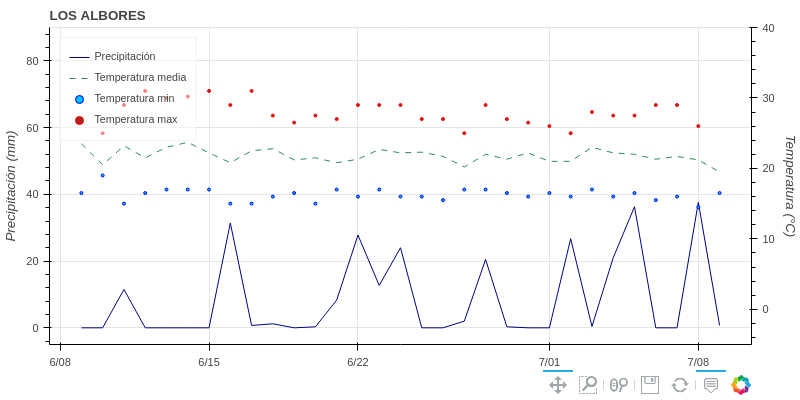 LOS ALBORES
Precipitación
Temperatura media
Temperatura min
Temperatura max
Precipitación (mm)
80
60
40
20
0
40
30
20
10
0
Temperatura (°C)
6/08
6/15
6/22
7/01
7/08